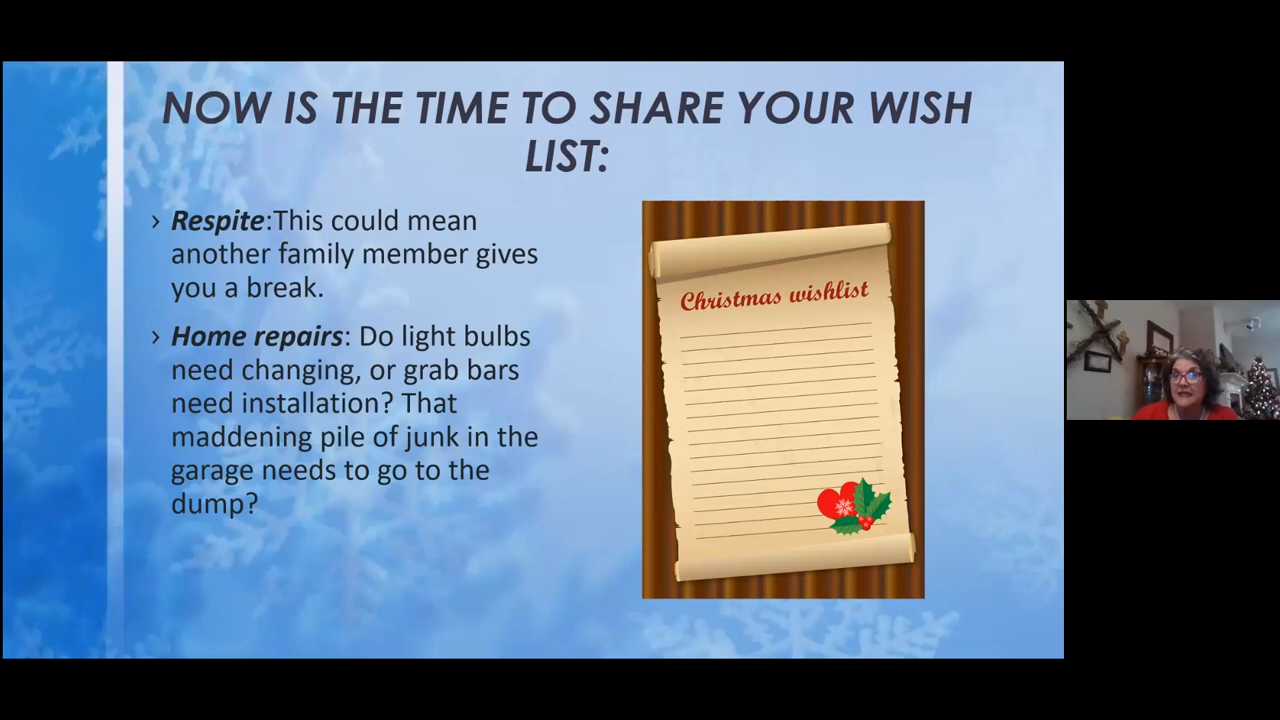 NOW IS THE TIME TO SHARE YOUR WISH
LIST:
› Respite:This could mean
another family member gives
you a break.
› Home repairs: Do light bulbs
need changing, or grab bars
need installation? That
maddening pile of junk in the
garage needs to go to the
dump?
Christmas wishlist